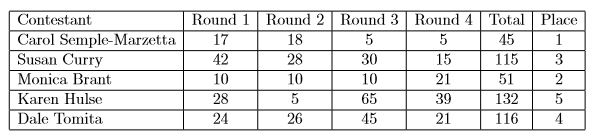 Contestant Round 1 Round 2 Round 3 Round 4 Total Place
Carol Semple-Marzetta 17 18 5 5 45 1
Susan Curry 42 28 30 15 115 3
Monica Brant 10 10 10 21 51 2
Karen Hulse 28 5 65 39 132 5
Dale Tomita 24 26 45 21 116 4